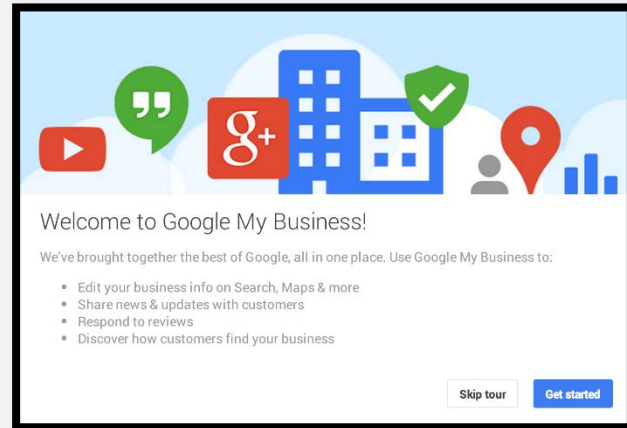 g+
Welcome to Google My Business!
We've brought together the best of Google, all in one place. Use Google My Business to:
Edit your business info on Search, Maps & more
Share news & updates with customers
Respond to reviews
Discover how customers find your business
Skip tour Get started